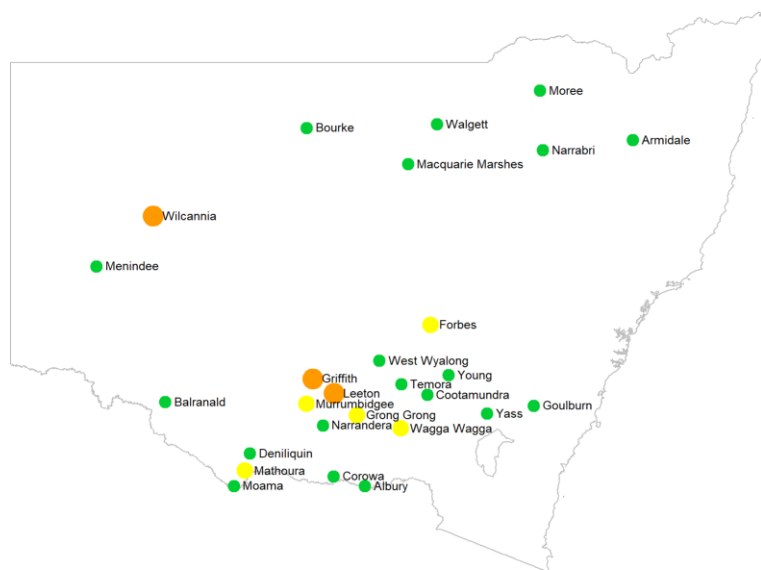 Moree
Walgett
Bourke
Armidale
Narrabri
Macquarie Marshes
Wilcannia
Menindee
Forbes
West Wyalong
Young
Griffith
Temora
Leeton
Cootamundra
Balranald
Murrumbidgee
Goulburn
Grong Grong
Yass
Narrandera
Wagga Wagga
Deniliquin
Mathoura
Corowa
Moama
Albury